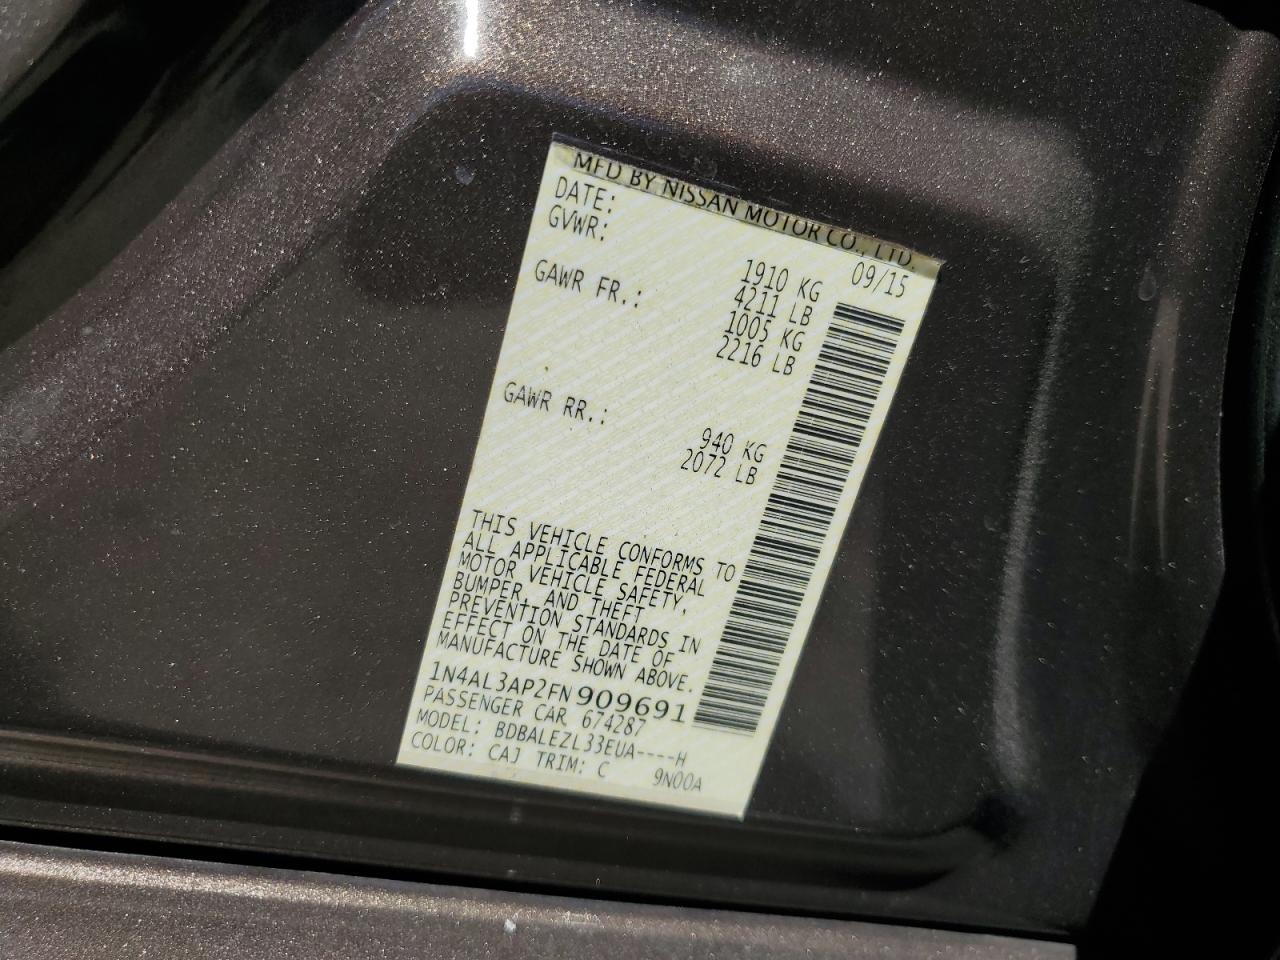 MFD BY NISSAN MOTOR CO., LTD.
DATE: 09/15
GVWR: 1910 KG
4211 LB
GAWR FR.: 1005 KG
2216 LB
GAWR RR.: 940 KG
2072 LB
THIS VEHICLE CONFORMS TO
ALL APPLICABLE FEDERAL
MOTOR VEHICLE SAFETY,
BUMPER, AND THEFT
PREVENTION STANDARDS IN
EFFECT ON THE DATE OF
MANUFACTURE SHOWN ABOVE.
1N4AL3AP2FN909691
PASSENGER CAR 674287
MODEL: BDBALEZL33EUA----H
COLOR: CAJ TRIM: C 9N00A